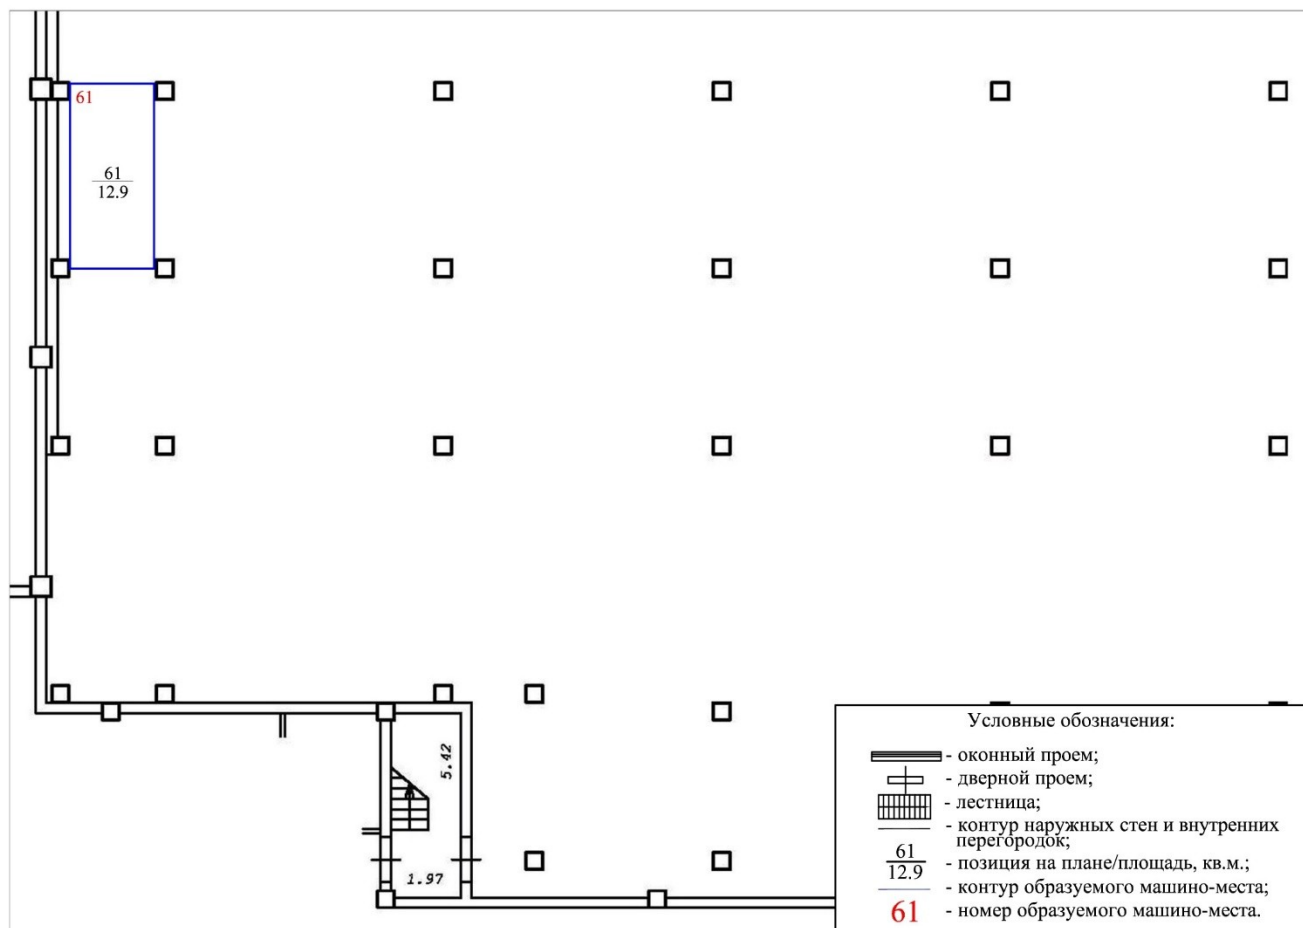 61
61
12.9
5.42
1.97
Условные обозначения:
- оконный проем;
- дверной проем;
- лестница;
- контур наружных стен и внутренних
перегородок;
61
12.9
- позиция на плане/площадь, кв.м.;
- контур образуемого машино-места;
61 - номер образуемого машино-места.